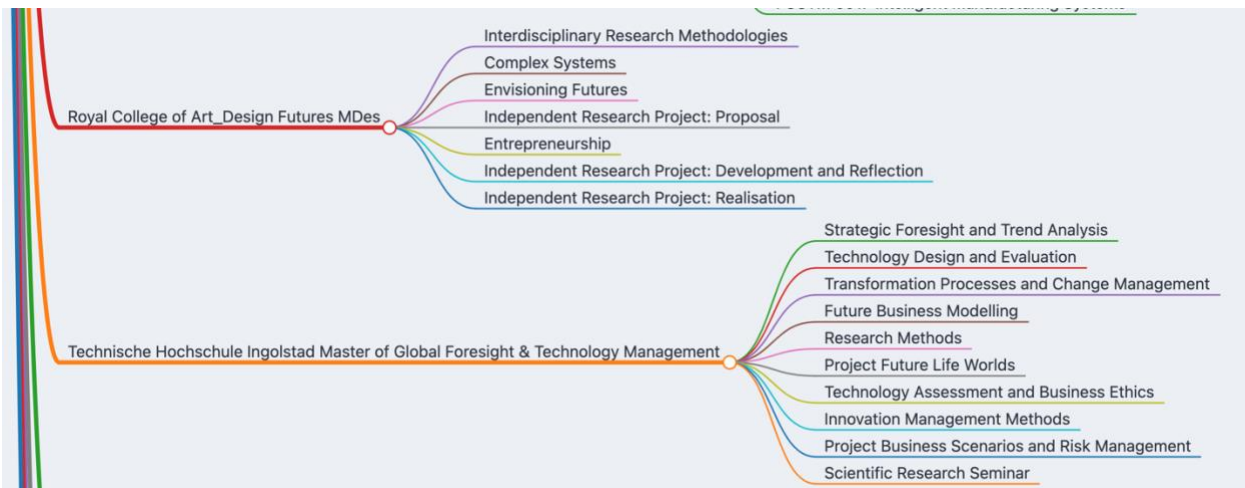 Interdisciplinary Research Methodologies
Complex Systems
Envisioning Futures
Royal College of Art_Design Futures MDes
Independent Research Project: Proposal
Entrepreneurship
Independent Research Project: Development and Reflection
Independent Research Project: Realisation
Strategic Foresight and Trend Analysis
Technology Design and Evaluation
Transformation Processes and Change Management
Future Business Modelling
Research Methods
Technische Hochschule Ingolstad Master of Global Foresight & Technology Management
Project Future Life Worlds
Technology Assessment and Business Ethics
Innovation Management Methods
Project Business Scenarios and Risk Management
Scientific Research Seminar